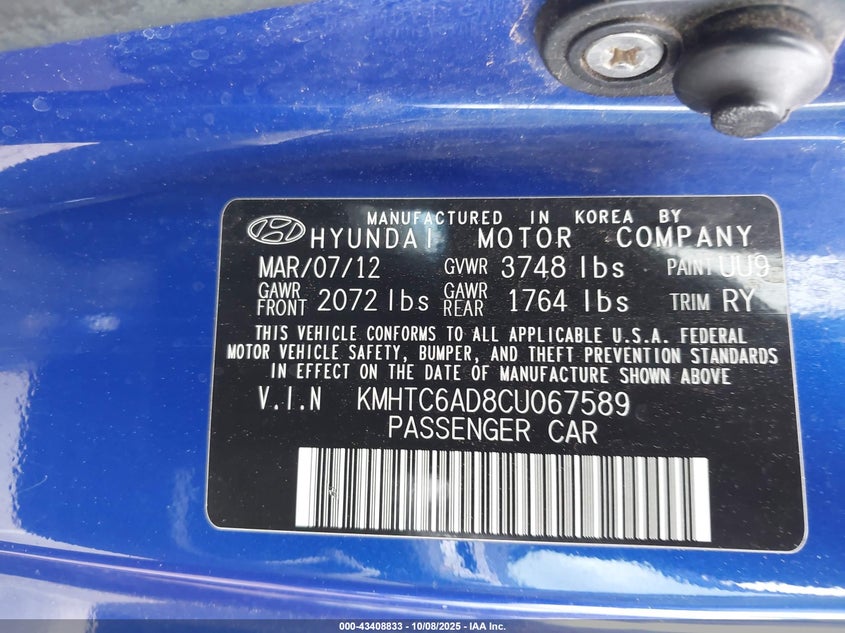 MANUFACTURED IN KOREA BY
HYUNDAI MOTOR COMPANY
MAR/07/12 GVWR 3748 lbs PAINT UU9
GAWR FRONT 2072 lbs GAWR REAR 1764 lbs TRIM RY
THIS VEHICLE CONFORMS TO ALL APPLICABLE U.S.A. FEDERAL
MOTOR VEHICLE SAFETY, BUMPER, AND THEFT PREVENTION STANDARDS
IN EFFECT ON THE DATE OF MANUFACTURE SHOWN ABOVE
V.I.N KMHTC6AD8CU067589
PASSENGER CAR
000-43408833 - 10/08/2025 - IAA Inc.